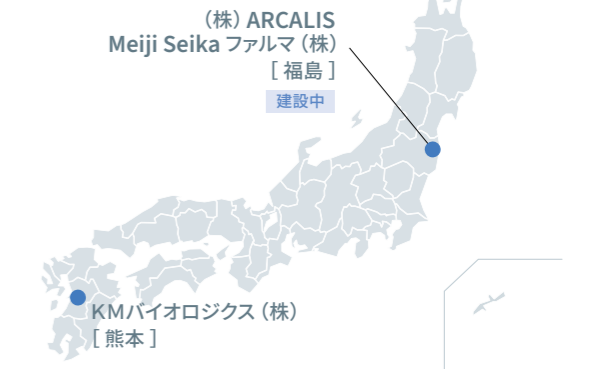 （株）ARCALIS
Meiji Seika ファルマ（株）
［ 福島 ］
建設中
KMバイオロジクス（株）
［ 熊本 ］